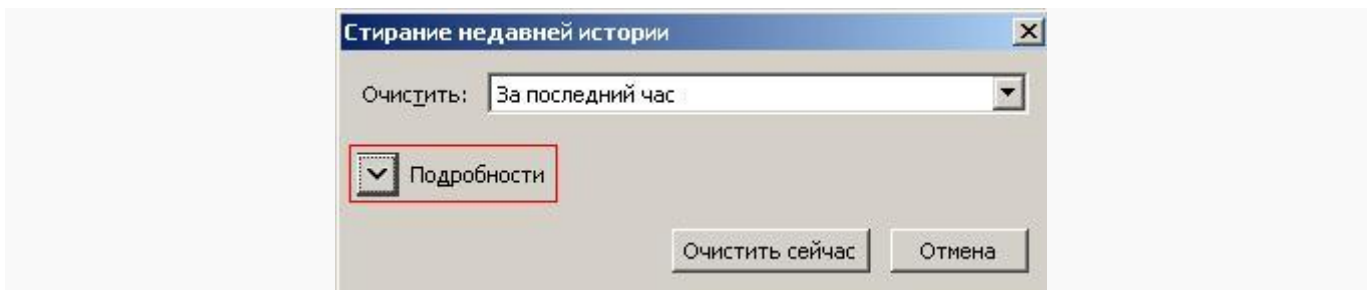 Стирание недавней истории
Очистить: За последний час
Подробности
Очистить сейчас Отмена